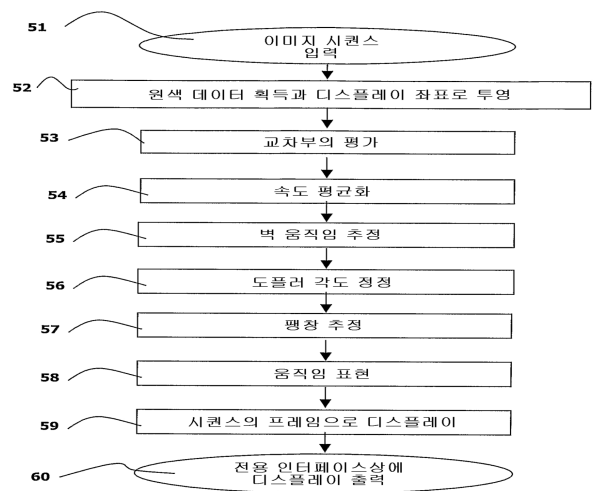 51
이미지 시퀀스
입력
52
원색 데이터 획득과 디스플레이 좌표로 투영
53
교차부의 평가
54
속도 평균화
55
벽 움직임 추정
56
도플러 각도 정정
57
팽창 추정
58
움직임 표현
59
시퀀스의 프레임으로 디스플레이
60
전용 인터페이스상에
디스플레이 출력